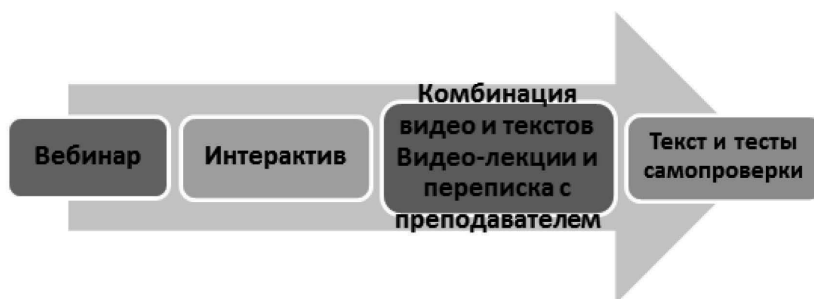 Вебинар
Интерактив
Комбинация
видео и текстов
Видео-лекции и
переписка с
преподавателем
Текст и тесты
самопроверки